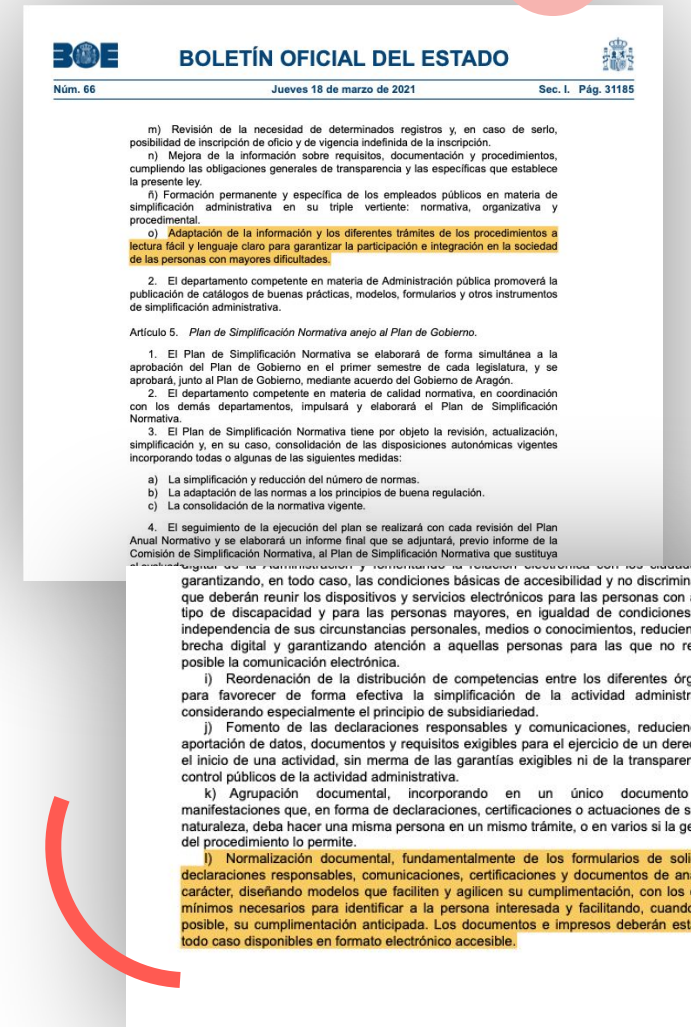 BOE
BOLETÍN OFICIAL DEL ESTADO
Núm. 66 Jueves 18 de marzo de 2021 Sec. I. Pág. 31185
m) Revisión de la necesidad de determinados registros y, en caso de serlo,
posibilidad de inscripción de oficio y de vigencia indefinida de la inscripción.
n) Mejora de la información sobre requisitos, documentación y procedimientos,
cumpliendo las obligaciones generales de transparencia y las específicas que establece
la presente ley.
ñ) Formación permanente y específica de los empleados públicos en materia de
simplificación administrativa en su triple vertiente: normativa, organizativa y
procedimental.
o) Adaptación de la información y los diferentes trámites de los procedimientos a
lectura fácil y lenguaje claro para garantizar la participación e integración en la sociedad
de las personas con mayores dificultades.
2. El departamento competente en materia de Administración pública promoverá la
publicación de catálogos de buenas prácticas, modelos, formularios y otros instrumentos
de simplificación administrativa.
Artículo 5. Plan de Simplificación Normativa anejo al Plan de Gobierno.
1. El Plan de Simplificación Normativa se elaborará de forma simultánea a la
aprobación del Plan de Gobierno en el primer semestre de cada legislatura, y se
aprobará, junto al Plan de Gobierno, mediante acuerdo del Gobierno de Aragón.
2. El departamento competente en materia de calidad normativa, en coordinación
con los demás departamentos, impulsará y elaborará el Plan de Simplificación
Normativa.
3. El Plan de Simplificación Normativa tiene por objeto la revisión, actualización,
simplificación y, en su caso, consolidación de las disposiciones autonómicas vigentes
incorporando todas o algunas de las siguientes medidas:
a) La simplificación y reducción del número de normas.
b) La adaptación de las normas a los principios de buena regulación.
c) La consolidación de la normativa vigente.
4. El seguimiento de la ejecución del plan se realizará con cada revisión del Plan
Anual Normativo y se elaborará un informe final que se adjuntará, previo informe de la
Comisión de Simplificación Normativa, al Plan de Simplificación Normativa que sustituya
garantizando, en todo caso, las condiciones básicas de accesibilidad y no discrimin
que deberán reunir los dispositivos y servicios electrónicos para las personas con
tipo de discapacidad y para las personas mayores, en igualdad de condiciones
independencia de sus circunstancias personales, medios o conocimientos, reducien
brecha digital y garantizando atención a aquellas personas para las que no re
posible la comunicación electrónica.
i) Reordenación de la distribución de competencias entre los diferentes órg
para favorecer de forma efectiva la simplificación de la actividad administr
considerando especialmente el principio de subsidiariedad.
j) Fomento de las declaraciones responsables y comunicaciones, reducien
aportación de datos, documentos y requisitos exigibles para el ejercicio de un dere
el inicio de una actividad, sin merma de las garantías exigibles ni de la transparen
control públicos de la actividad administrativa.
k) Agrupación documental, incorporando en un único documento
manifestaciones que, en forma de declaraciones, certificaciones o actuaciones de s
naturaleza, deba hacer una misma persona en un mismo trámite, o en varios si la ge
del procedimiento lo permite.
l) Normalización documental, fundamentalmente de los formularios de soli
declaraciones responsables, comunicaciones, certificaciones y documentos de an
carácter, diseñando modelos que faciliten y agilicen su cumplimentación, con los
mínimos necesarios para identificar a la persona interesada y facilitando, cuando
posible, su cumplimentación anticipada. Los documentos e impresos deberán est
todo caso disponibles en formato electrónico accesible.